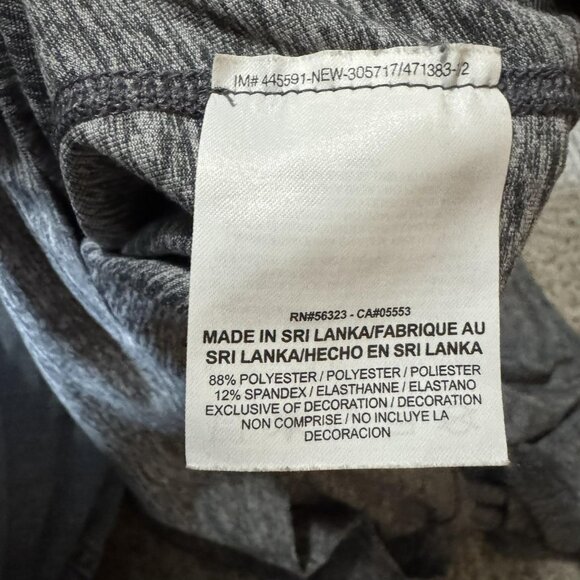 IM# 445591-NEW-305717/471383-12
RN#56323 - CA#05553
MADE IN SRI LANKA/FABRIQUE AU
SRI LANKA/HECHO EN SRI LANKA
88% POLYESTER / POLYESTER / POLIESTER
12% SPANDEX / ELASTHANNE / ELASTANO
EXCLUSIVE OF DECORATION / DECORATION
NON COMPRISE / NO INCLUYE LA
DECORACION